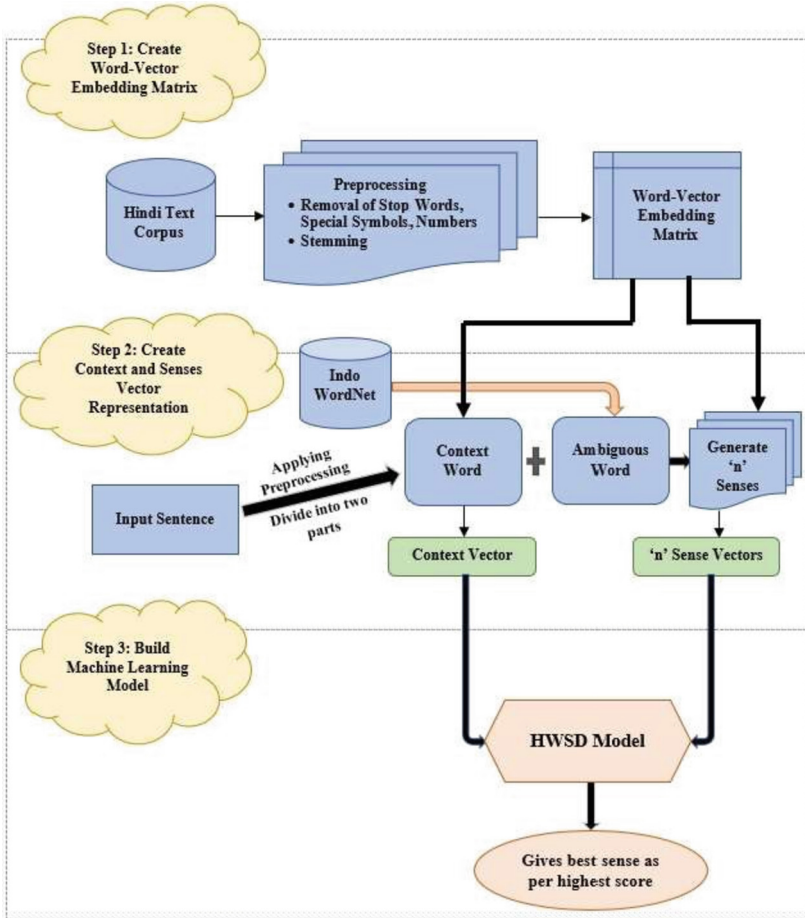 Step 1: Create
Word-Vector
Embedding Matrix
Hindi Text
Corpus
Preprocessing
• Removal of Stop Words,
Special Symbols, Numbers
• Stemming
Word-Vector
Embedding
Matrix
Step 2: Create
Context and Senses
Vector
Representation
Indo
WordNet
Input Sentence
Applying
Preprocessing
Divide into two
parts
Context
Word
+
Ambiguous
Word
Generate
‘n’
Senses
Context Vector
‘n’ Sense Vectors
Step 3: Build
Machine Learning
Model
HWSD Model
Gives best sense as
per highest score